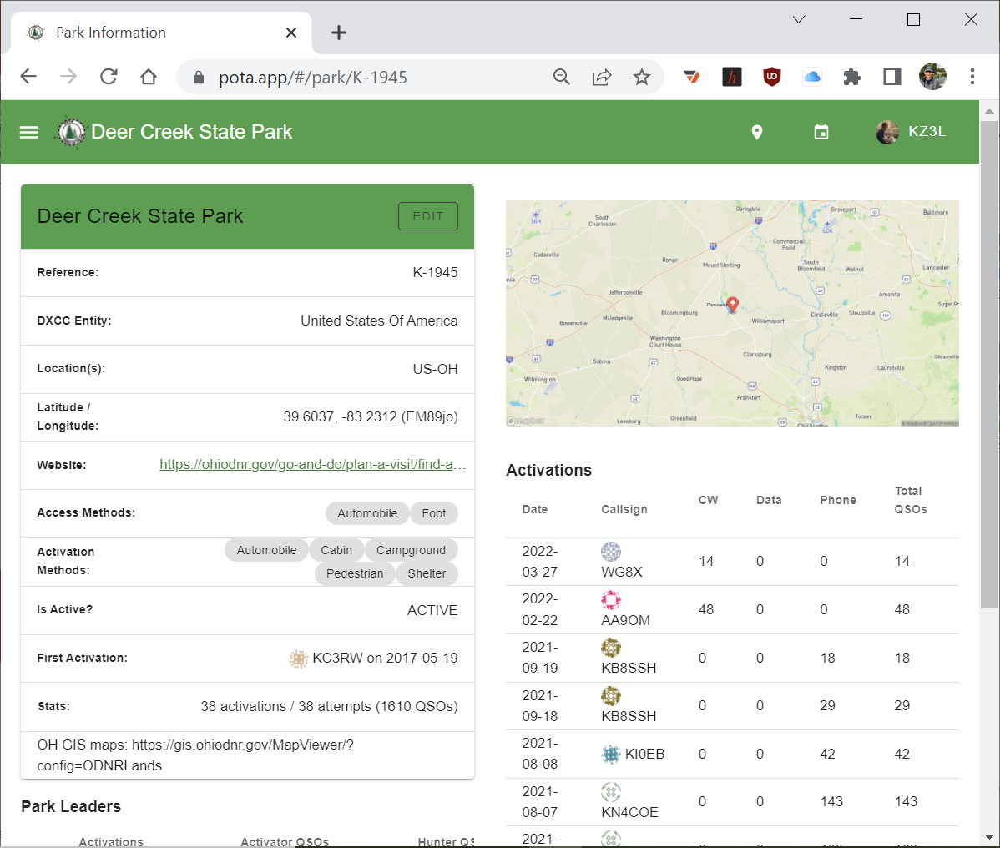 Park Information
pota.app/#/park/K-1945
Deer Creek State Park
KZ3L
Deer Creek State Park
EDIT
Reference:
K-1945
DXCC Entity:
United States Of America
Location(s):
US-OH
Latitude /
Longitude:
39.6037, -83.2312 (EM89jo)
Website:
https://ohiodnr.gov/go-and-do/plan-a-visit/find-a…
Access Methods:
Automobile
Foot
Activation
Methods:
Automobile
Cabin
Campground
Pedestrian
Shelter
Is Active?
ACTIVE
First Activation:
KC3RW on 2017-05-19
Stats:
38 activations / 38 attempts (1610 QSOs)
OH GIS maps: https://gis.ohiodnr.gov/MapViewer/?
config=ODNRLands
Park Leaders
Activations
Activator QSOs
Hunter QS
Darbydale
Groveport
Baltimore
South
Charleston
SGH
LCK
Commercial
Point
Cedarville
Range
Mount Sterling
South
Bloomfield
Walnut
Lancaster
Jeffersonville
Amanda
Sugar Gr
Bowersville
Milledgeville
Bloomingburg
Williamsport
Circleville
Stoutsville
Washington
Court House
Clarksburg
Sabina
Kingston
Laurelville
Wilmington
Good Hope
Frankfort
Leesburg
Greenfield
Tucson
mapbox
© Mapbox © OpenStreetMap
Activations
Date
Callsign
CW
Data
Phone
Total
QSOs
2022-
03-27
WG8X
14
0
0
14
2022-
02-22
AA9OM
48
0
0
48
2021-
09-19
KB8SSH
0
0
18
18
2021-
09-18
KB8SSH
0
0
29
29
2021-
08-08
KI0EB
0
0
42
42
2021-
08-07
KN4COE
0
0
143
143
2021-